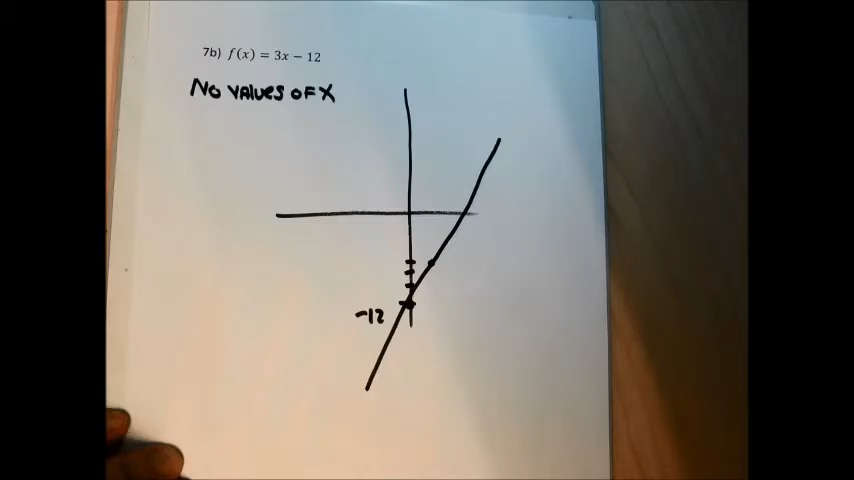 7b) f(x) = 3x − 12
NO VALUES OF X
-12